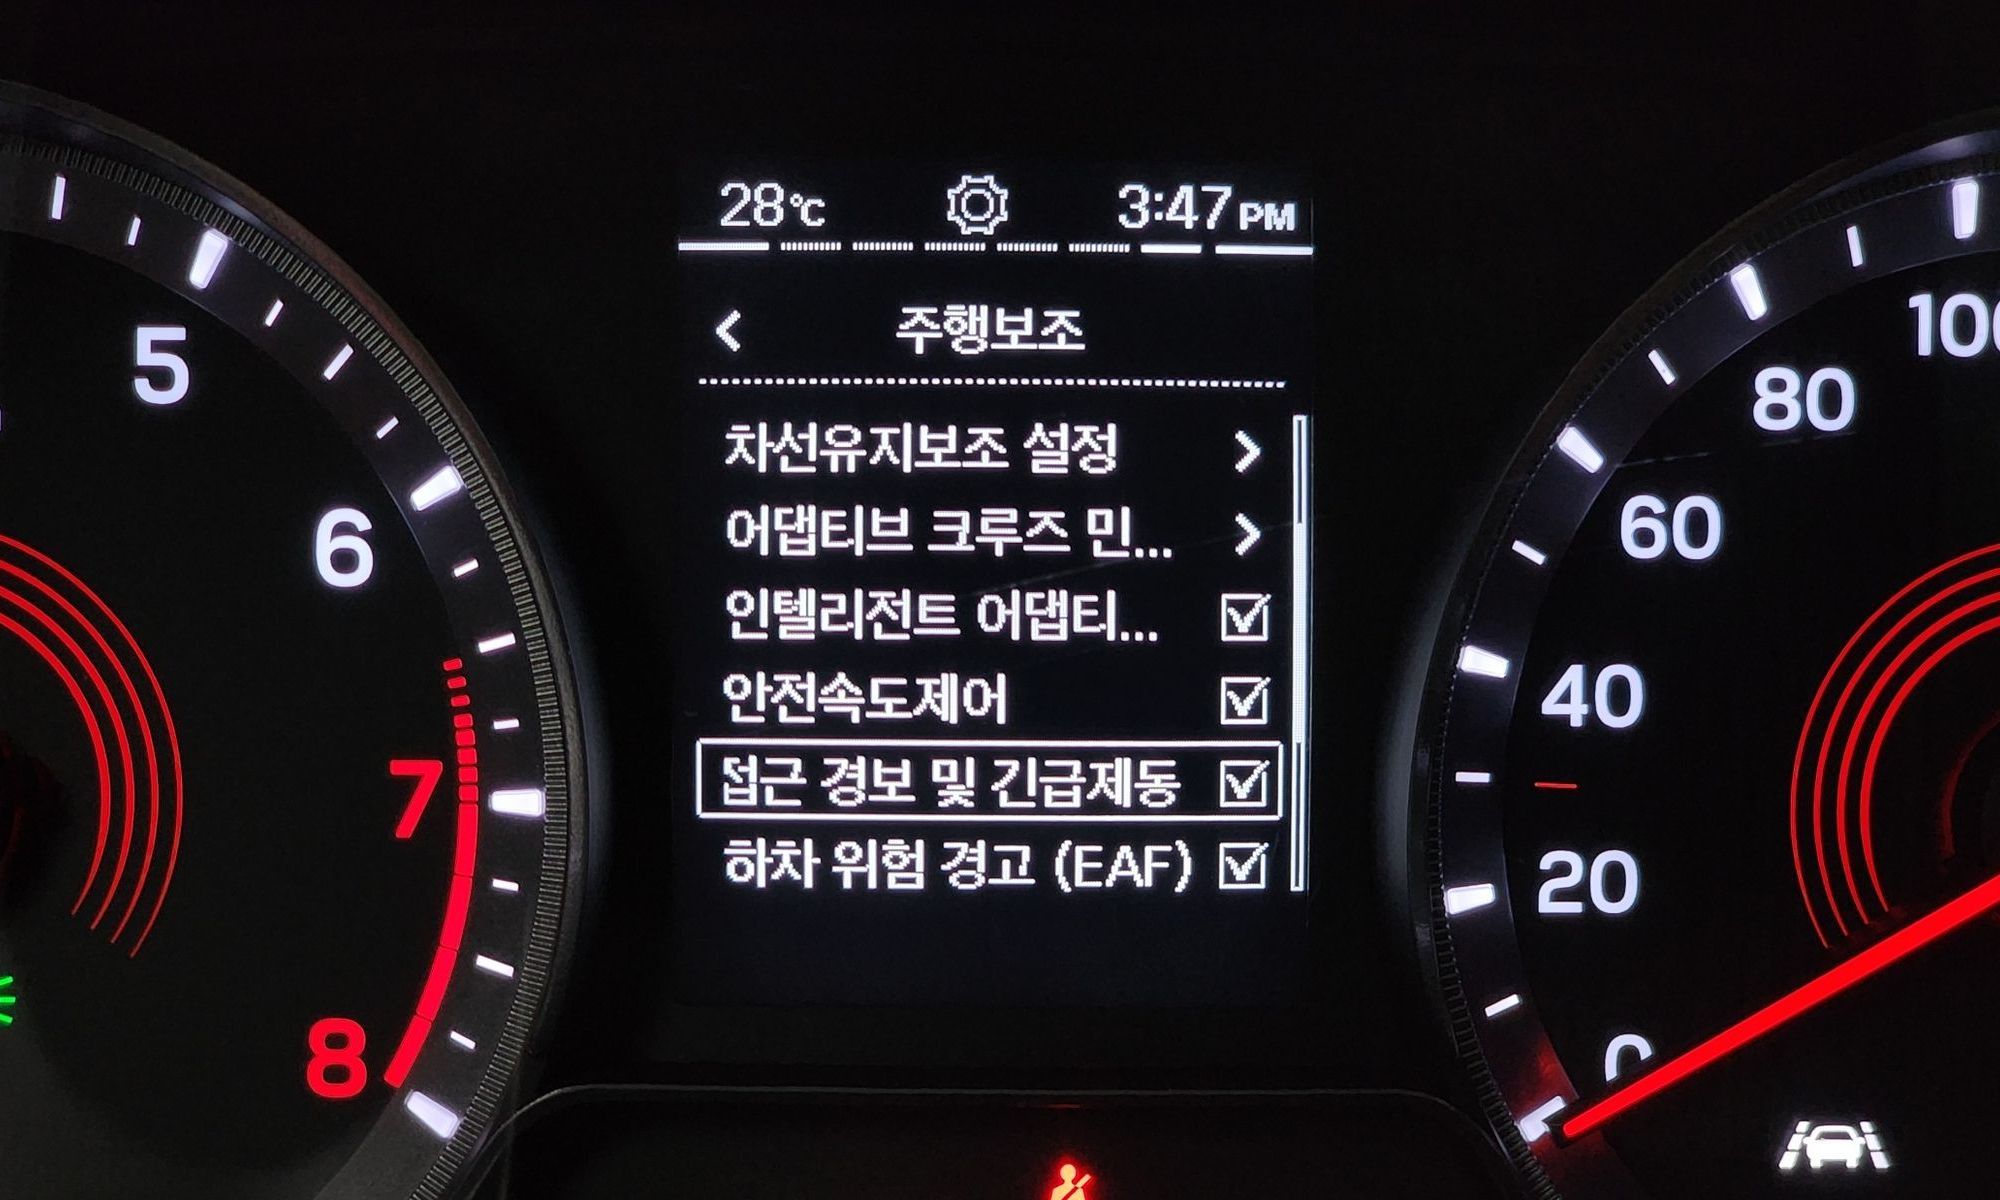 28℃ 3:47 PM
주행보조
차선유지보조 설정
어댑티브 크루즈 민...
인텔리전트 어댑티...
안전속도제어
접근 경보 및 긴급제동
하차 위험 경고 (EAF)
5
6
7
8
100
80
60
40
20
0